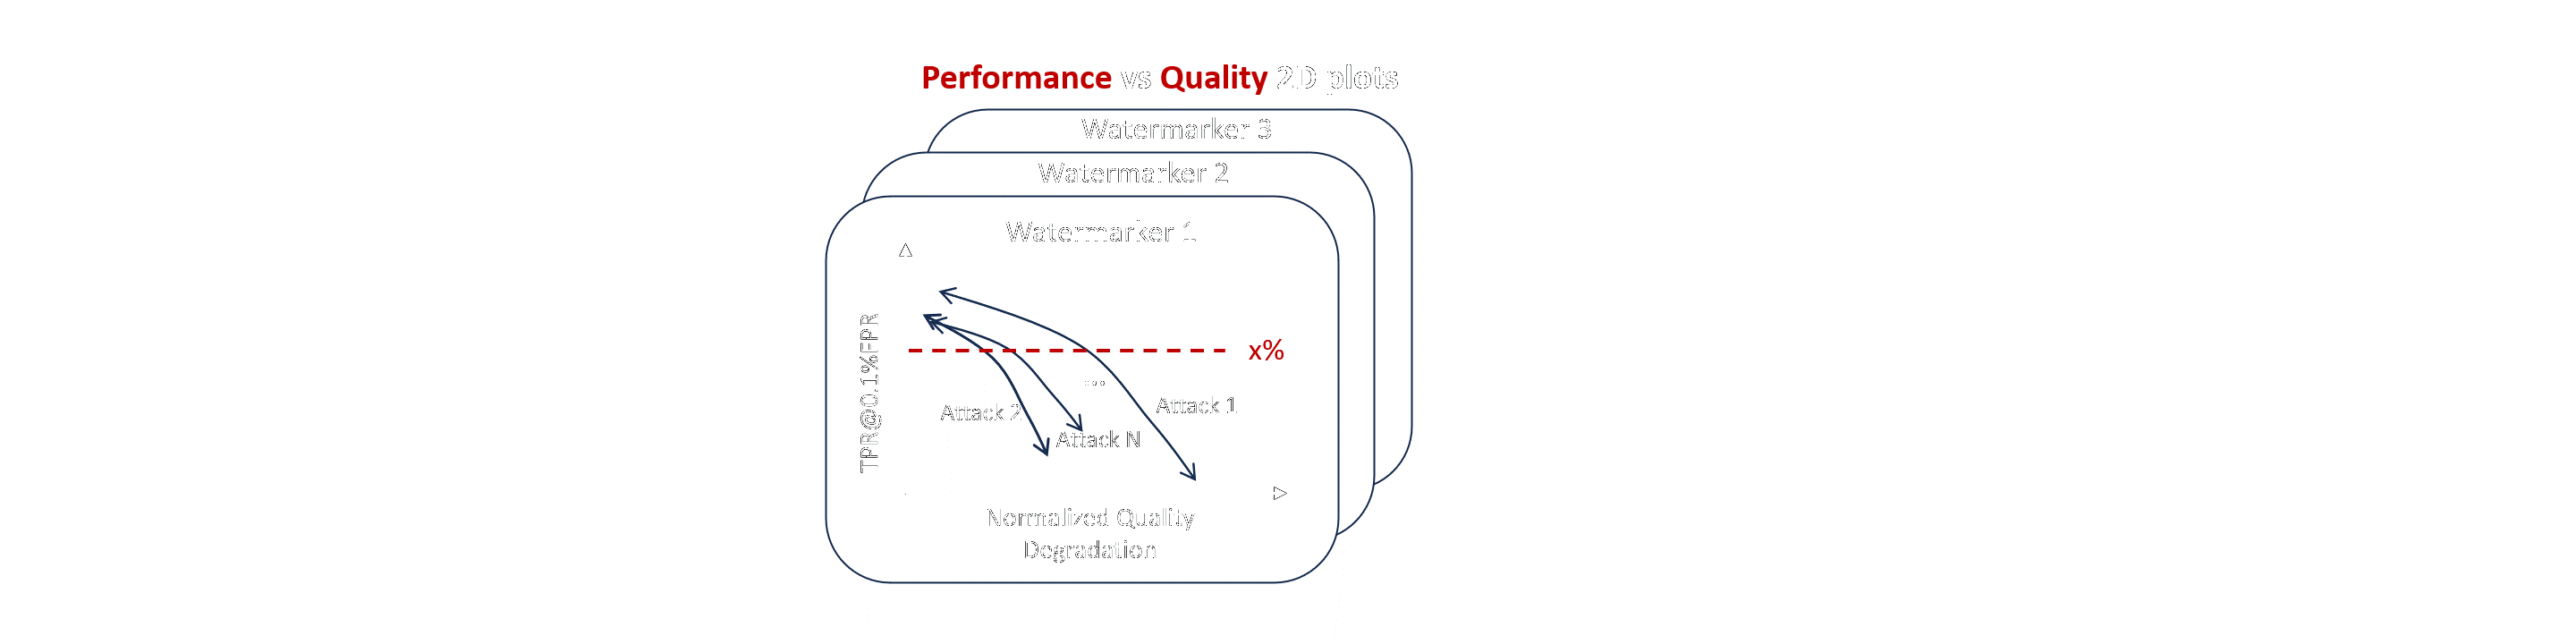 Performance vs Quality 2D plots
Watermarker 3
Watermarker 2
Watermarker 1
TPR@0.1%FPR
x%
...
Attack 2
Attack 1
Attack N
Normalized Quality
Degradation